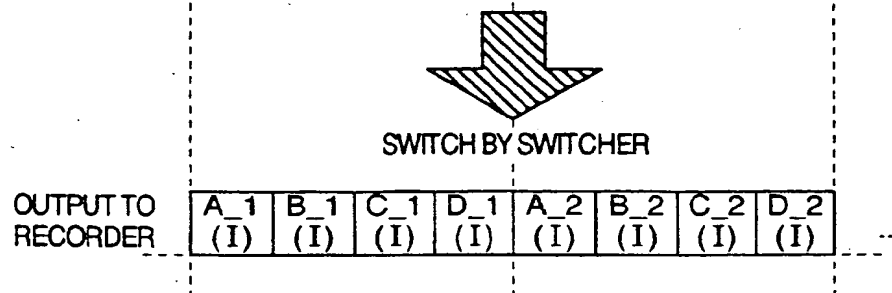 SWITCH BY SWITCHER
OUTPUT TO RECORDER
A_1 (I) B_1 (I) C_1 (I) D_1 (I) A_2 (I) B_2 (I) C_2 (I) D_2 (I)